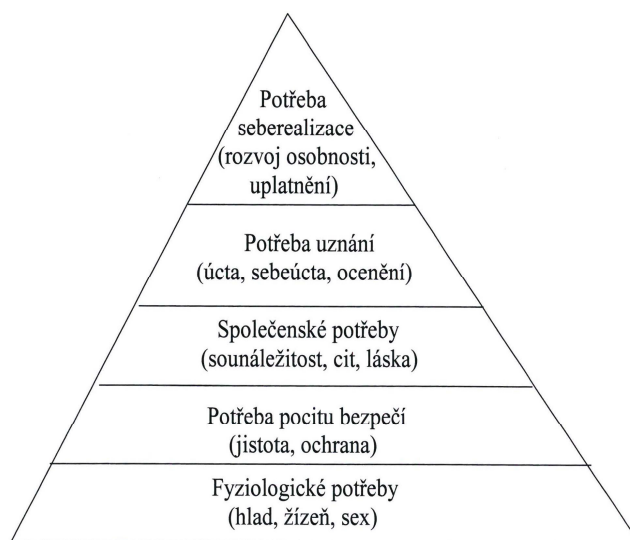 Potřeba
seberealizace
(rozvoj osobnosti,
uplatnění)
Potřeba uznání
(úcta, sebeúcta, ocenění)
Společenské potřeby
(sounáležitost, cit, láska)
Potřeba pocitu bezpečí
(jistota, ochrana)
Fyziologické potřeby
(hlad, žízeň, sex)